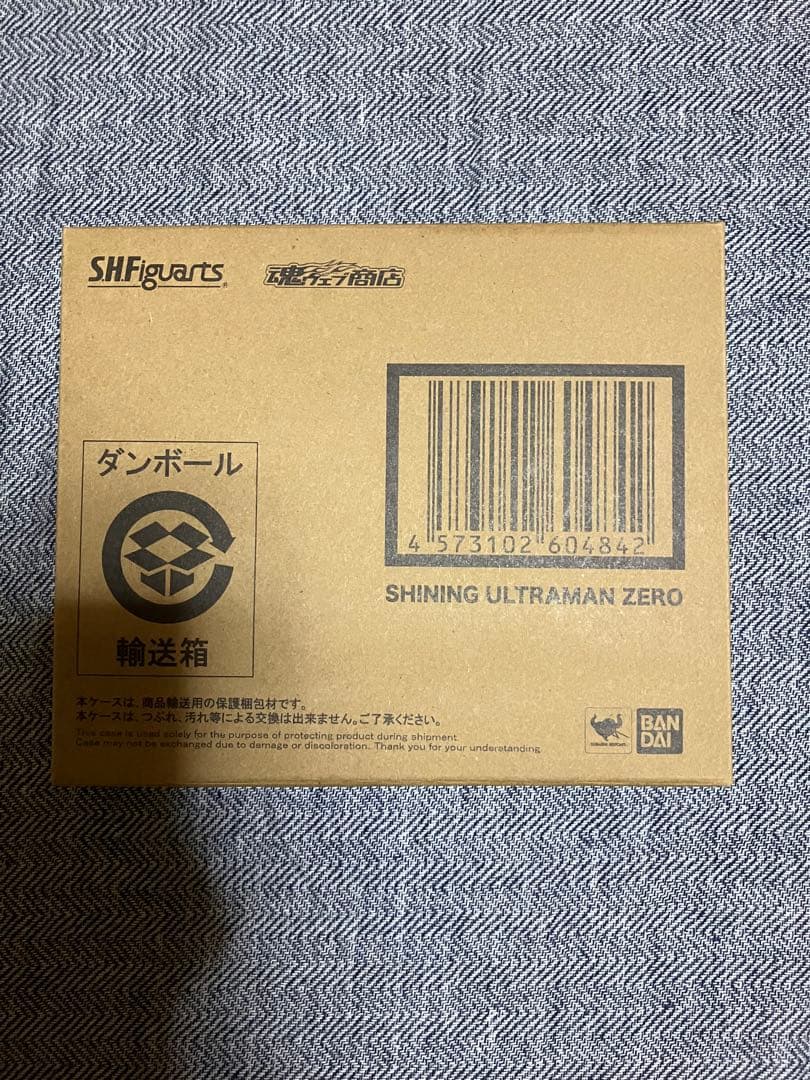 S.H.Figuarts
魂ウェブ商店
4 573102 604842
SHINING ULTRAMAN ZERO
ダンボール
輸送箱
本ケースは、商品輸送用の保護梱包材です。
本ケースは、つぶれ、汚れ等による交換は出来ません。ご了承ください。
This case is used solely for the purpose of protecting product during shipment.
Case may not be exchanged due to damage or discoloration. Thank you for your understanding.
BAN
DAI